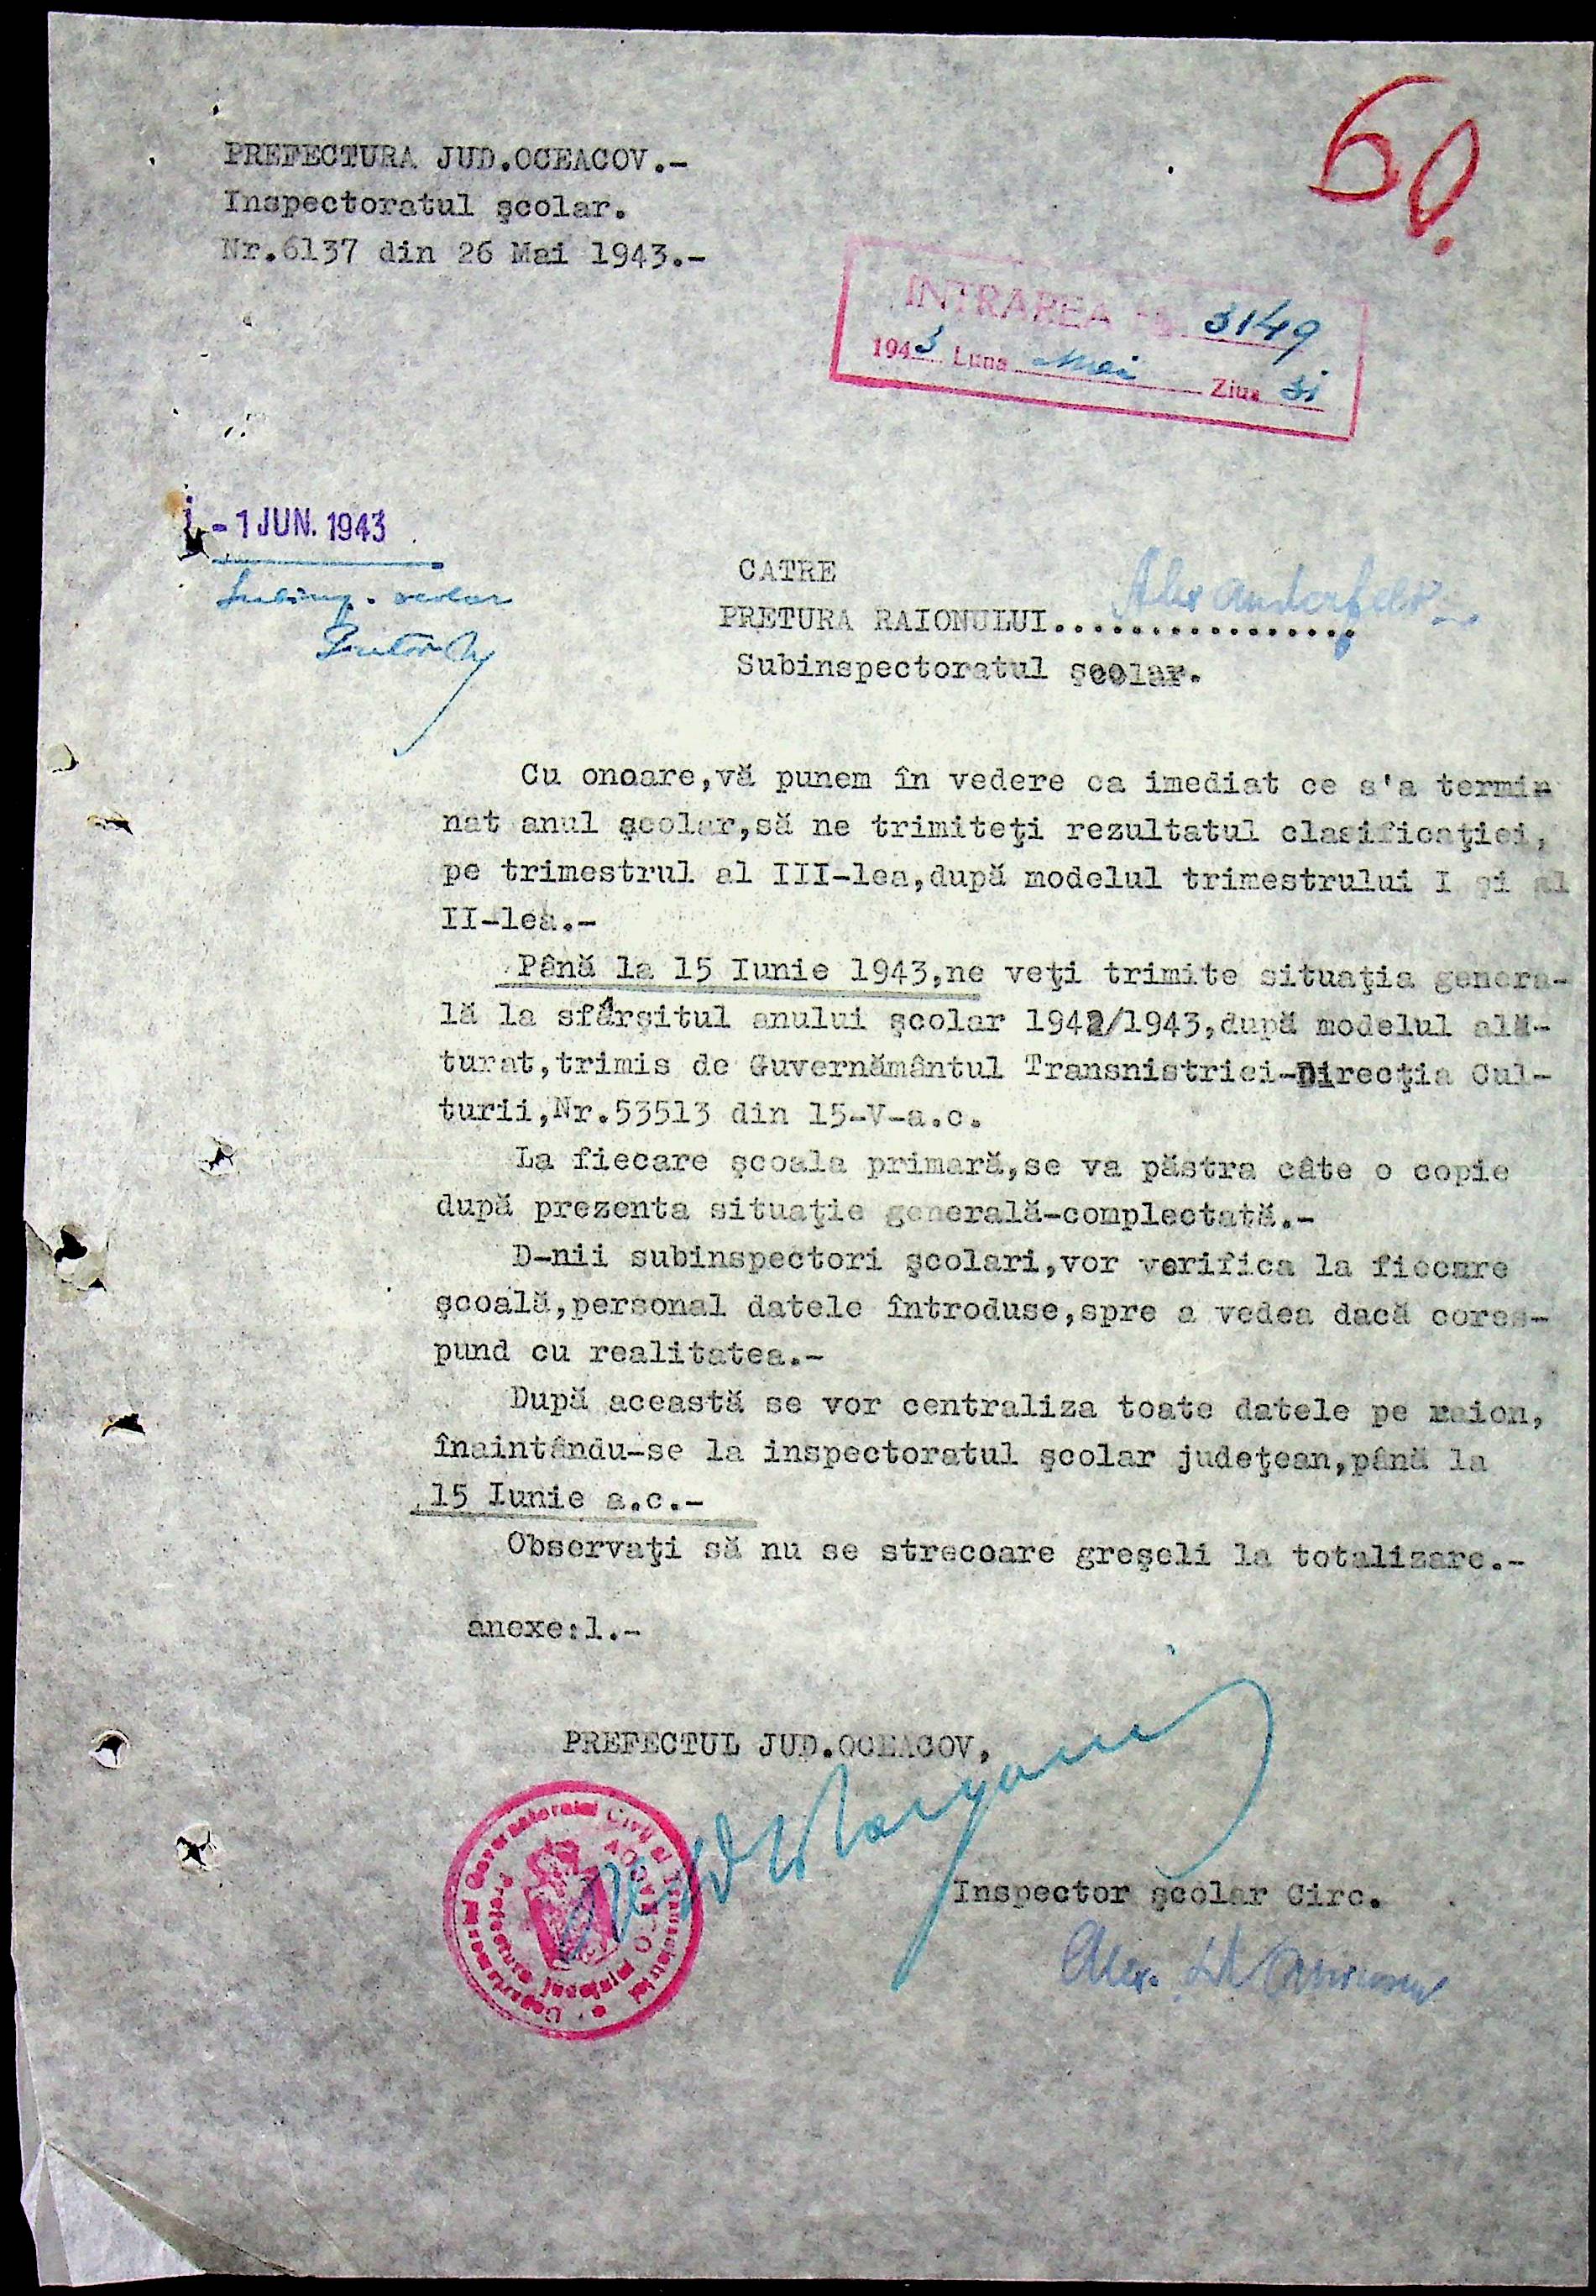 60.
PREFECTURA JUD.OCEACOV.-
Inspectoratul şcolar.
Nr.6137 din 26 Mai 1943.-
INTRAREA 3149
1943 Luna Mai Ziua 31
- 1 JUN. 1943
CATRE
PRETURA RAIONULUI................. Alexanderfeld
Subinspectoratul şcolar.
Cu onoare,vă punem în vedere ca imediat ce s'a termin
nat anul şcolar,să ne trimiteţi rezultatul clasificaţiei,
pe trimestrul al III-lea,după modelul trimestrului I şi al
II-lea.-
Până la 15 Iunie 1943,ne veţi trimite situaţia genera-
lă la sfârşitul anului şcolar 1942/1943,după modelul ală-
turat,trimis de Guvernământul Transnistriei-Direcţia Cul-
turii,Nr.53513 din 15-V-a.c.
La fiecare şcoala primară,se va păstra câte o copie
după prezenta situaţie generală-complectată.-
D-nii subinspectori şcolari,vor verifica la fiecare
şcoală,personal datele întroduse,spre a vedea dacă cores-
pund cu realitatea.-
După această se vor centraliza toate datele pe raion,
înaintându-se la inspectoratul şcolar judeţean,până la
15 Iunie a.c.-
Observaţi să nu se strecoare greşeli la totalizare.-
anexe:1.-
PREFECTUL JUD.OCEACOV,
Inspector şcolar Circ.
Alex.